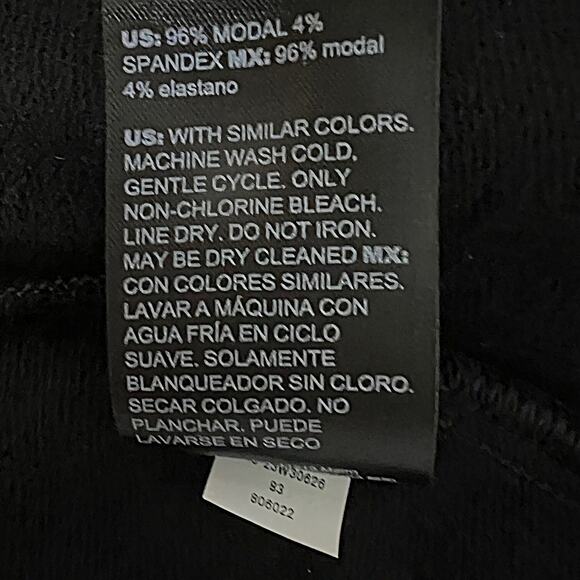 US: 96% MODAL 4%
SPANDEX MX: 96% modal
4% elastano
US: WITH SIMILAR COLORS.
MACHINE WASH COLD.
GENTLE CYCLE. ONLY
NON-CHLORINE BLEACH.
LINE DRY. DO NOT IRON.
MAY BE DRY CLEANED MX:
CON COLORES SIMILARES.
LAVAR A MÁQUINA CON
AGUA FRÍA EN CICLO
SUAVE. SOLAMENTE
BLANQUEADOR SIN CLORO.
SECAR COLGADO. NO
PLANCHAR. PUEDE
LAVARSE EN SECO
23W30626
83
806022